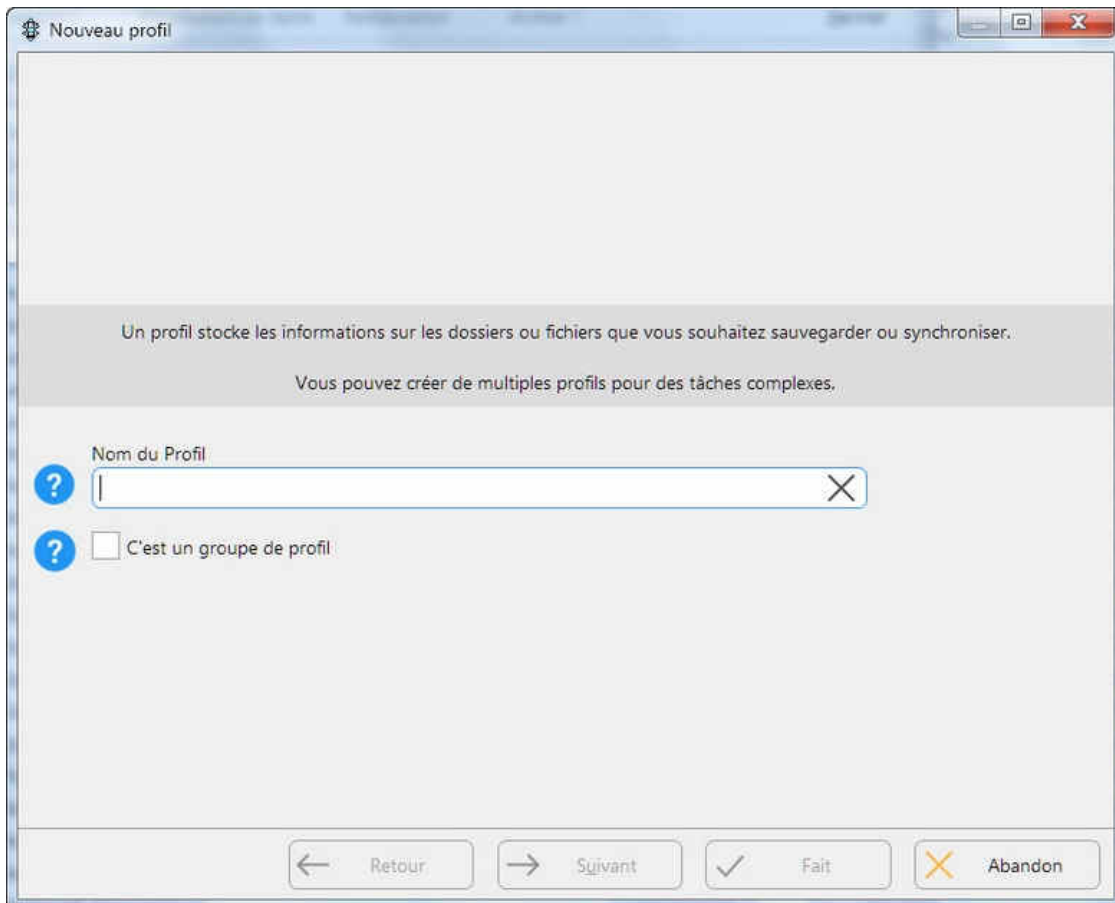 Nouveau profil
Un profil stocke les informations sur les dossiers ou fichiers que vous souhaitez sauvegarder ou synchroniser.
Vous pouvez créer de multiples profils pour des tâches complexes.
Nom du Profil
C'est un groupe de profil
Retour Suivant Fait Abandon